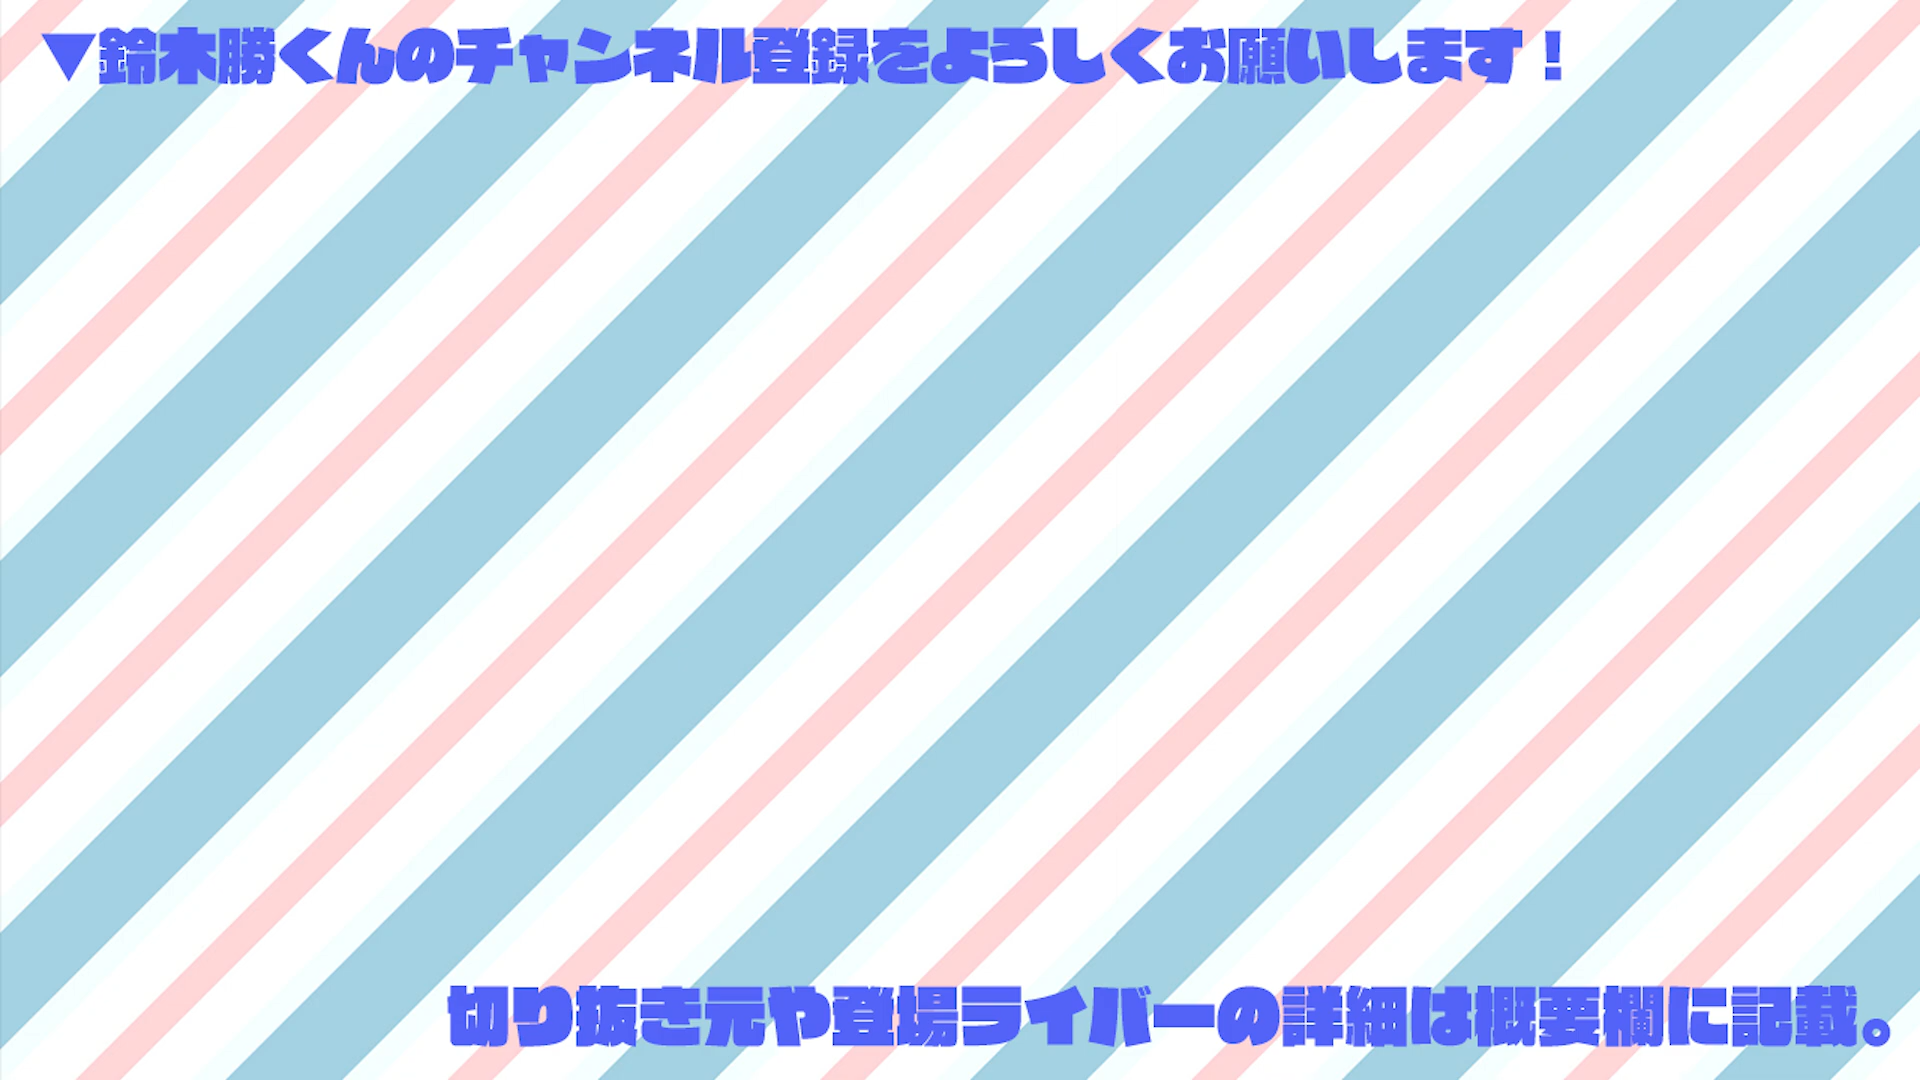 ▼鈴木勝くんのチャンネル登録をよろしくお願いします！
切り抜き元や登場ライバーの詳細は概要欄に記載。